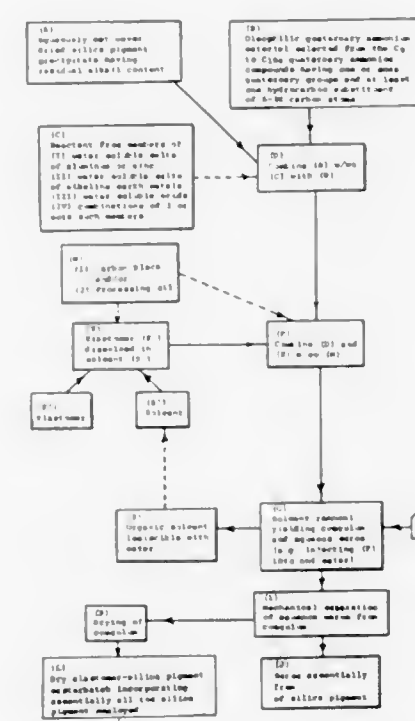 (A)
Aqueously wet never
dried silica pigment
precipitate having
residual alkali content
(B)
Oleophilic quaternary ammonium
material selected from the C9
quaternary ammonium
compounds having one or more
quaternary groups and at least
one hydrocarbon substituent
of carbon atoms
(C)
Reactant from members of
(I) water soluble salts
of aluminum or zinc
(II) water soluble salts
of alkaline earth metals
(III) water soluble acids
(IV) combinations of 2 or
more such members
(D)
Combine (A) w/wo
(C) with (B)
(1) Carbon black
and/or
(2) Processing oil
Elastomer
dispersed in
solvent
(F)
Combine (D) and
Elastomer
Solvent
Organic solvent
immiscible with
water
Solvent removal
yielding coagulum
and aqueous serum
(e.g. injecting (F)
into hot water)
Mechanical separation
of aqueous serum from
coagulum
Drying of
coagulum
Serum essentially
free
of silica pigment
Dry elastomer-silica pigment
masterbatch incorporating
essentially all the silica
pigment employed